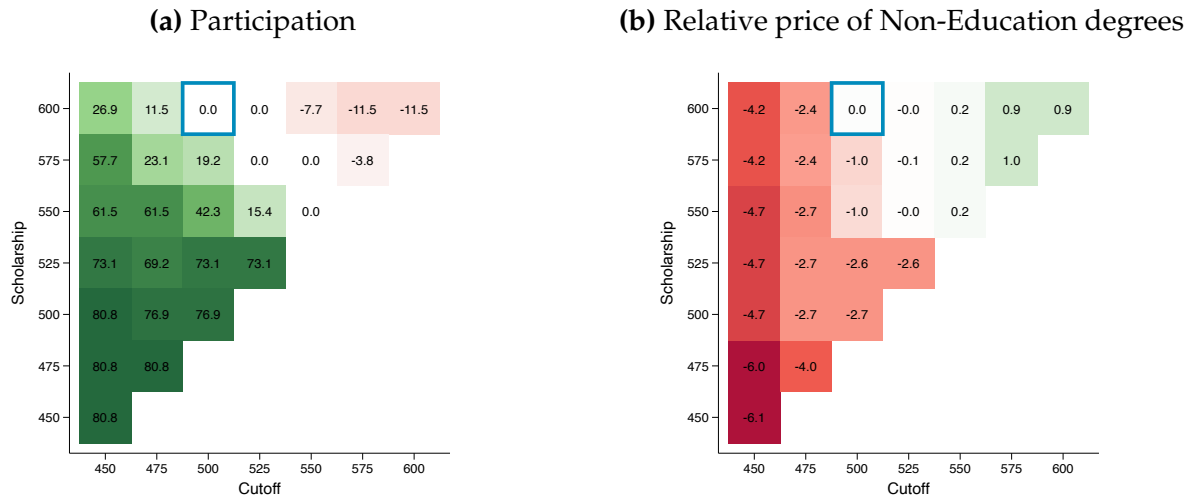 (a) Participation
600 26.9 11.5 0.0 0.0 -7.7 -11.5 -11.5
575 57.7 23.1 19.2 0.0 0.0 -3.8
550 61.5 61.5 42.3 15.4 0.0
525 73.1 69.2 73.1 73.1
500 80.8 76.9 76.9
475 80.8 80.8
450 80.8
Scholarship
450 475 500 525 550 575 600
Cutoff
(b) Relative price of Non-Education degrees
600 -4.2 -2.4 0.0 -0.0 0.2 0.9 0.9
575 -4.2 -2.4 -1.0 -0.1 0.2 1.0
550 -4.7 -2.7 -1.0 -0.0 0.2
525 -4.7 -2.7 -2.6 -2.6
500 -4.7 -2.7 -2.7
475 -6.0 -4.0
450 -6.1
Scholarship
450 475 500 525 550 575 600
Cutoff